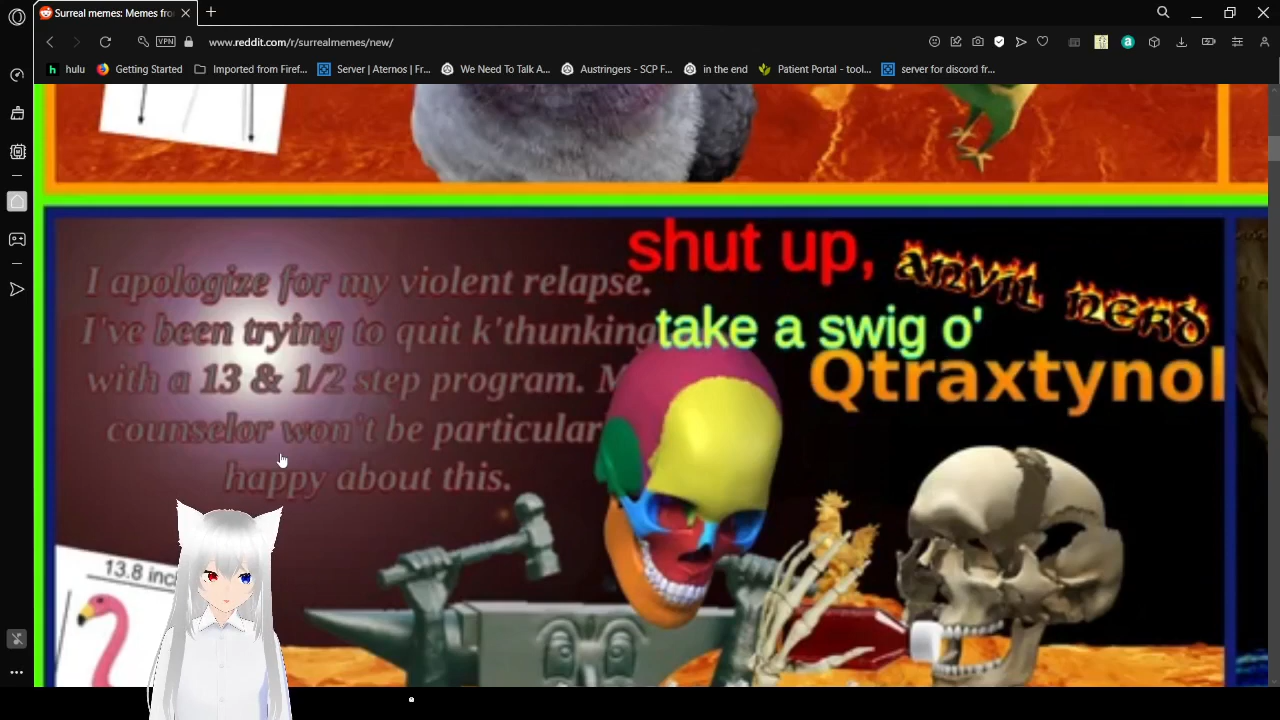 Surreal memes: Memes fro
VPN
www.reddit.com/r/surrealmemes/new/
hulu
Getting Started
Imported from Firef...
Server | Aternos | Fr...
We Need To Talk A...
Austringers - SCP F...
in the end
Patient Portal - tool...
server for discord fr...
I apologize for my violent relapse.
I've been trying to quit k'thunking
with a 13 & 1/2 step program. M
counselor won't be particular
happy about this.
shut up, anvil nerd
take a swig o'
Qtraxtynol
13.8 inc